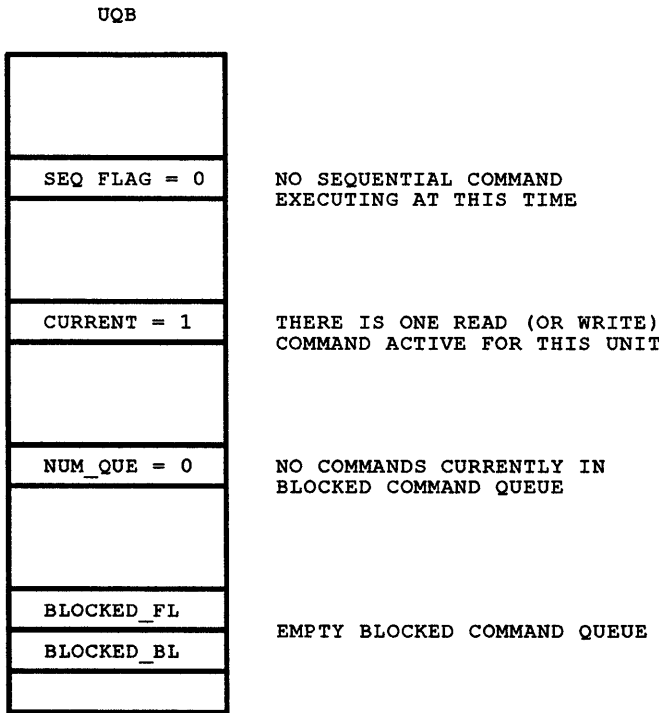 UQB
SEQ FLAG = 0
NO SEQUENTIAL COMMAND
EXECUTING AT THIS TIME
CURRENT = 1
THERE IS ONE READ (OR WRITE)
COMMAND ACTIVE FOR THIS UNIT
NUM_QUE = 0
NO COMMANDS CURRENTLY IN
BLOCKED COMMAND QUEUE
BLOCKED_FL
BLOCKED_BL
EMPTY BLOCKED COMMAND QUEUE